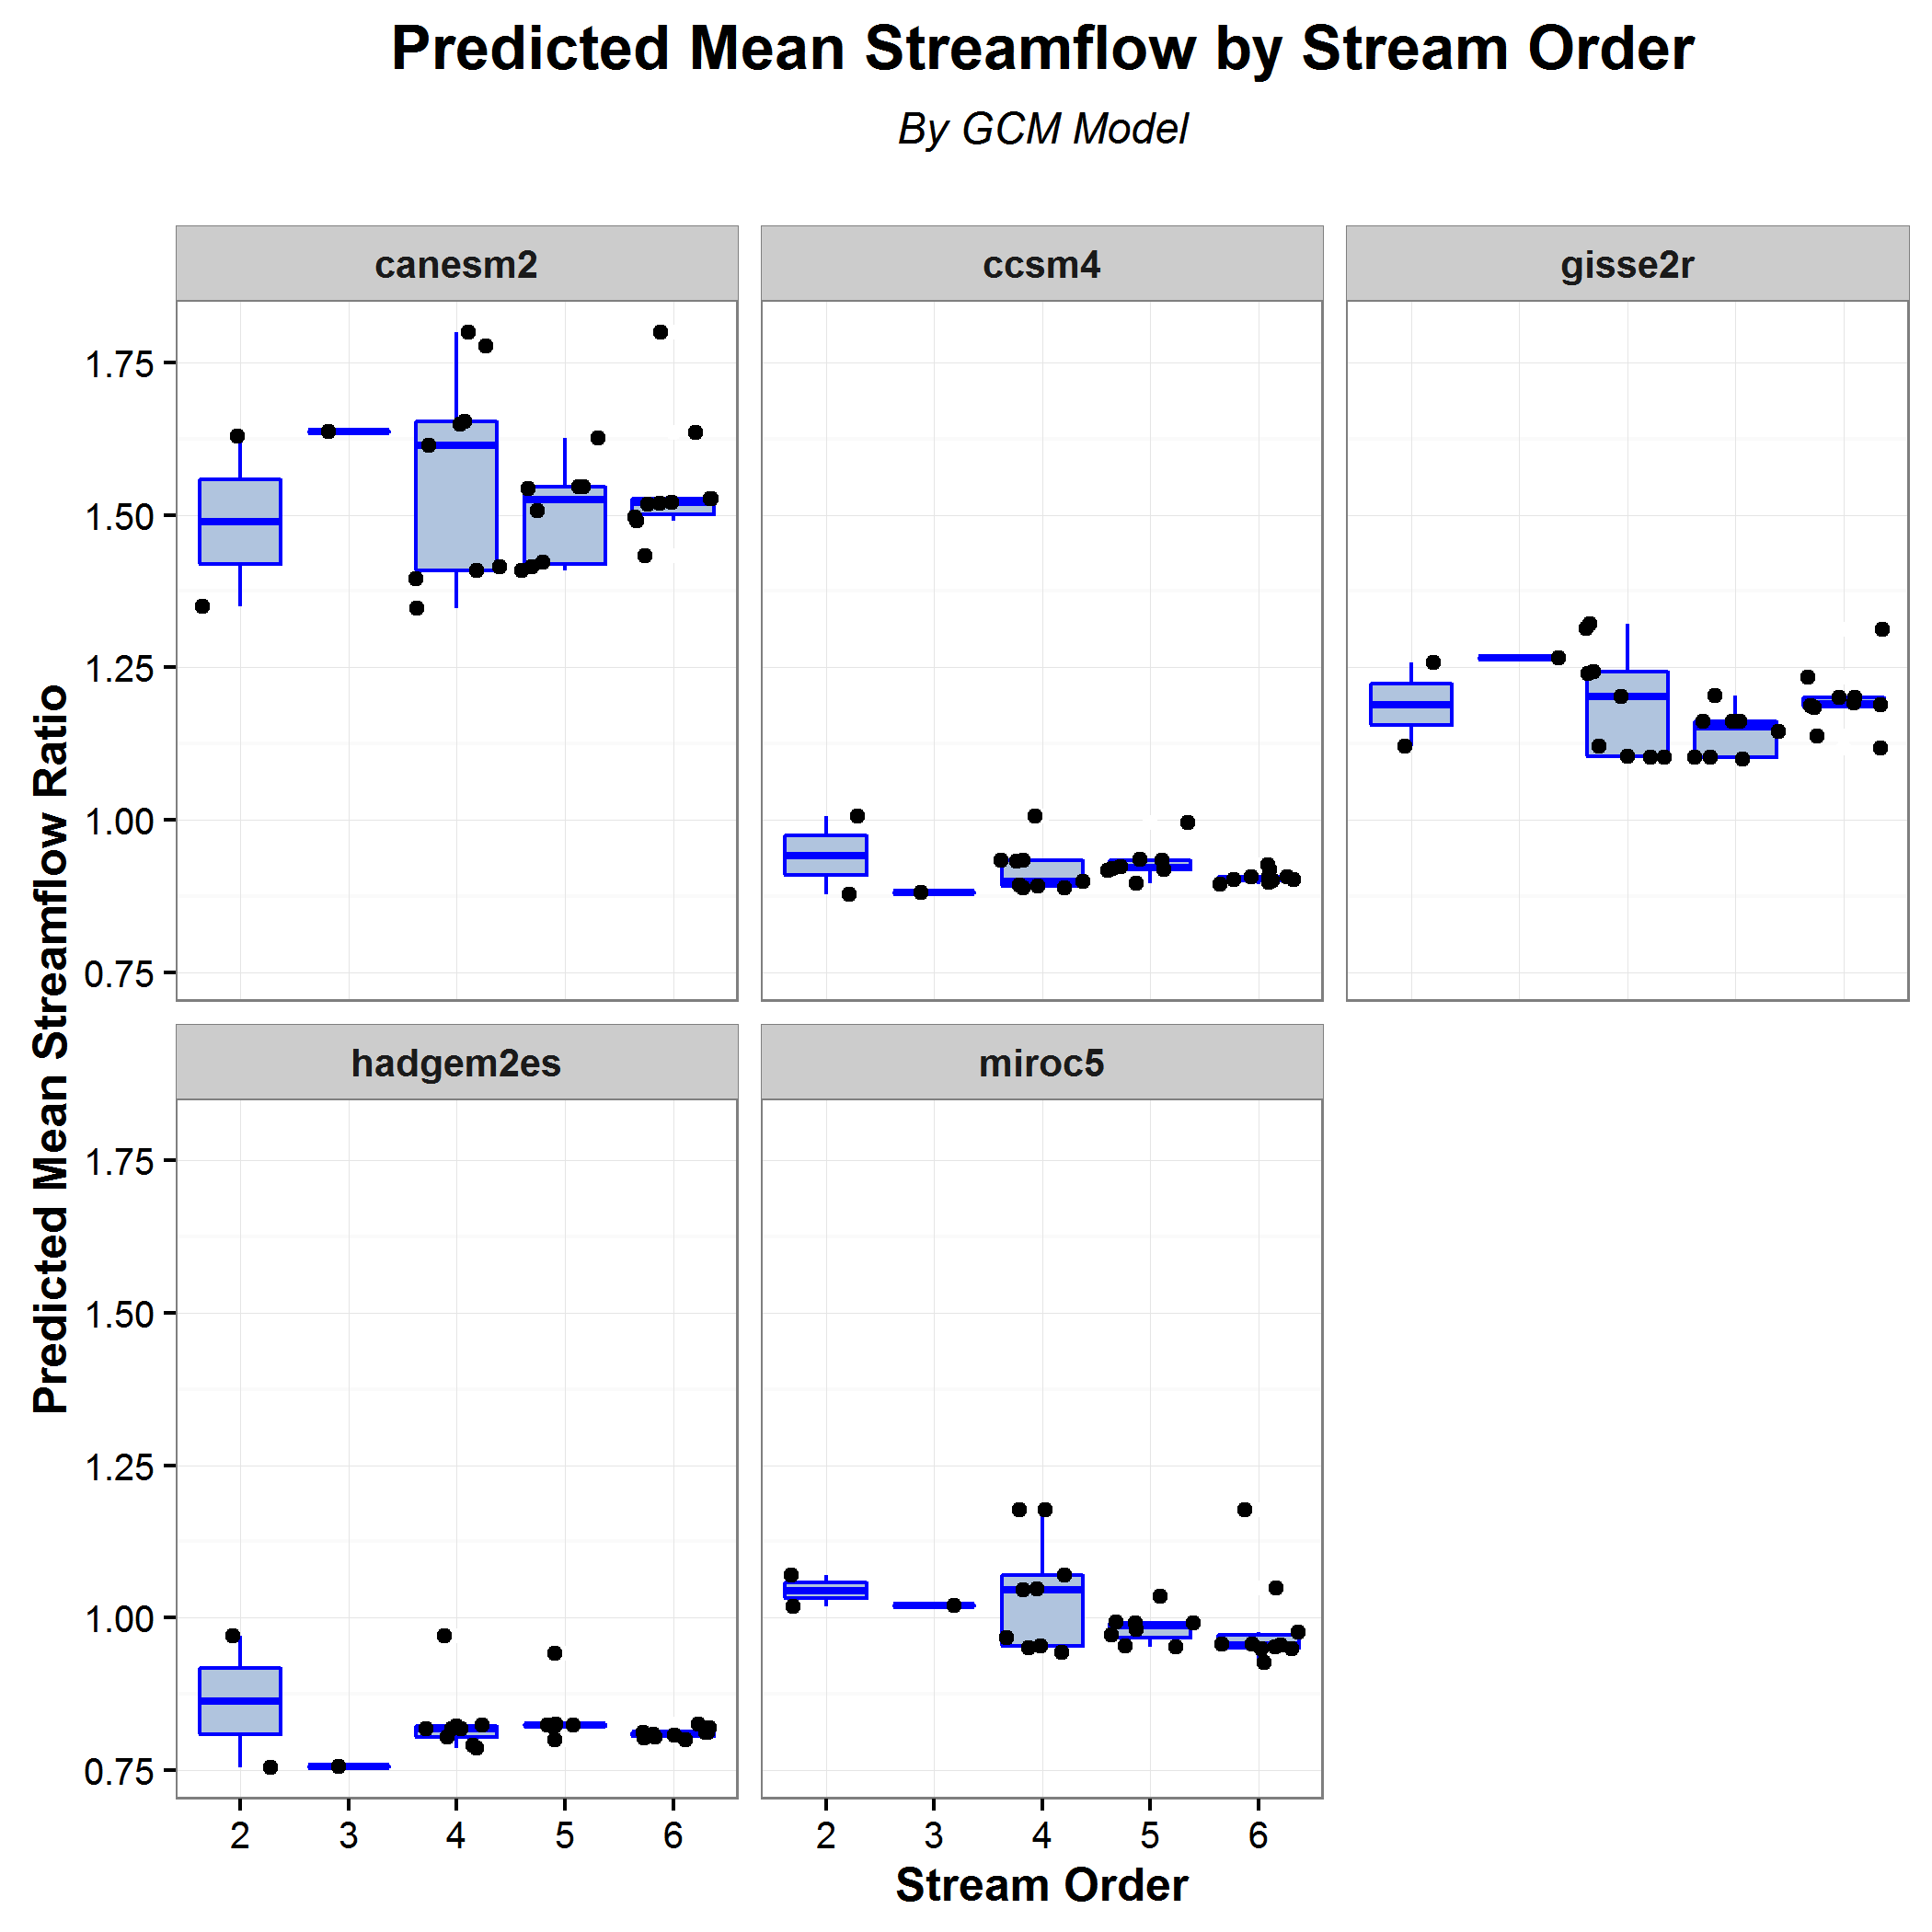 Predicted Mean Streamflow by Stream Order
By GCM Model
canesm2
ccsm4
gisse2r
Predicted Mean Streamflow Ratio
1.75
1.50
1.25
1.00
0.75
hadgem2es
miroc5
1.75
1.50
1.25
1.00
0.75
2 3 4 5 6
2 3 4 5 6
Stream Order